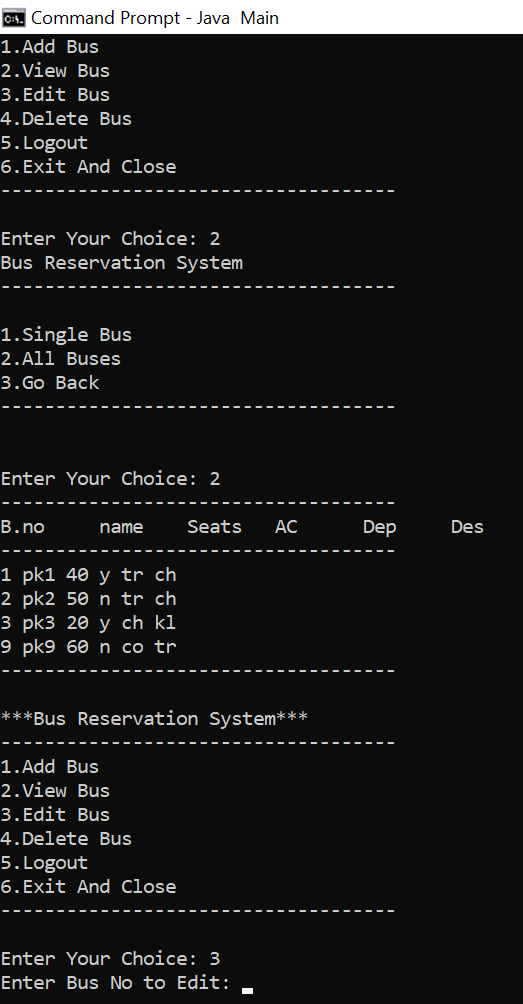 Command Prompt - Java  Main
1.Add Bus
2.View Bus
3.Edit Bus
4.Delete Bus
5.Logout
6.Exit And Close
------------------------------------
Enter Your Choice: 2
Bus Reservation System
------------------------------------
1.Single Bus
2.All Buses
3.Go Back
------------------------------------
Enter Your Choice: 2
------------------------------------
B.no     name    Seats   AC      Dep     Des
------------------------------------
1 pk1 40 y tr ch
2 pk2 50 n tr ch
3 pk3 20 y ch kl
9 pk9 60 n co tr
------------------------------------
***Bus Reservation System***
------------------------------------
1.Add Bus
2.View Bus
3.Edit Bus
4.Delete Bus
5.Logout
6.Exit And Close
------------------------------------
Enter Your Choice: 3
Enter Bus No to Edit: